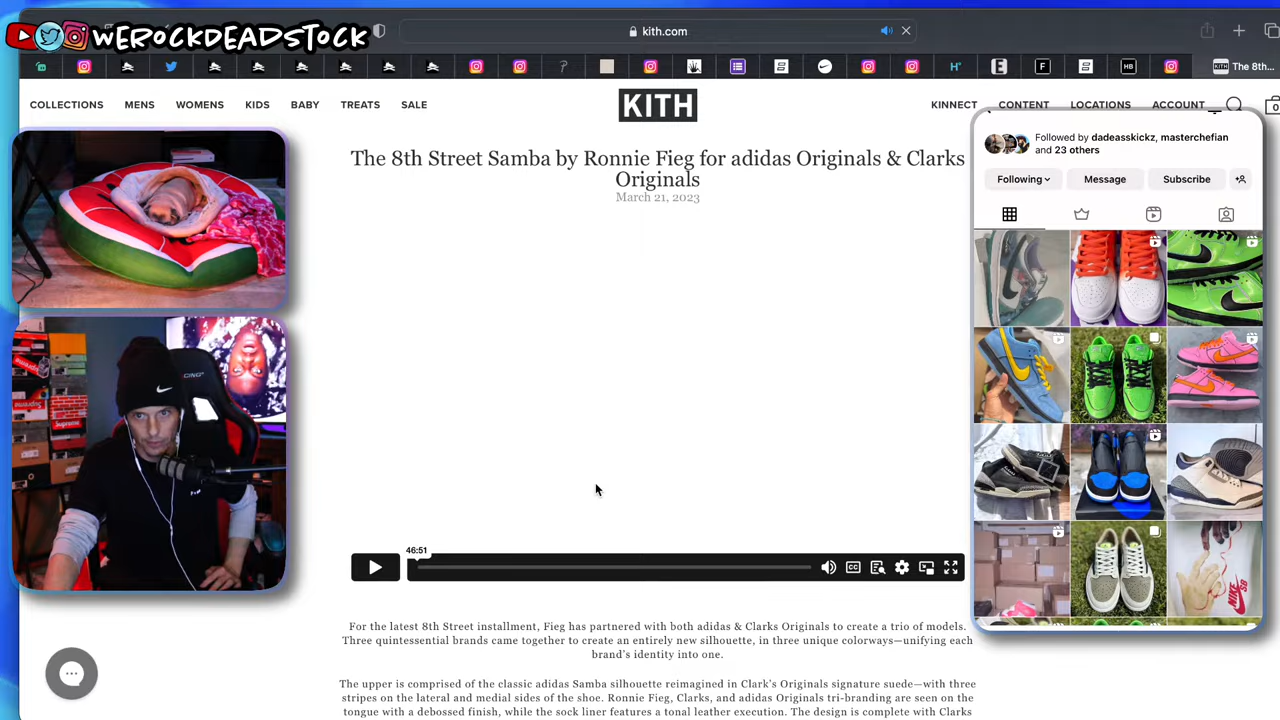 WEROCKDEADSTOCK
kith.com
COLLECTIONS MENS WOMENS KIDS BABY TREATS SALE
KITH
KINNECT CONTENT LOCATIONS ACCOUNT
0
KITH The 8th...
The 8th Street Samba by Ronnie Fieg for adidas Originals & Clarks
Originals
March 21, 2023
46:51
CC
For the latest 8th Street installment, Fieg has partnered with both adidas & Clarks Originals to create a trio of models.
Three quintessential brands came together to create an entirely new silhouette, in three unique colorways—unifying each
brand's identity into one.
The upper is comprised of the classic adidas Samba silhouette reimagined in Clark's Originals signature suede—with three
stripes on the lateral and medial sides of the shoe. Ronnie Fieg, Clarks, and adidas Originals tri-branding are seen on the
tongue with a debossed finish, while the sock liner features a tonal leather execution. The design is complete with Clarks
Followed by dadeasskickz, masterchefian
and 23 others
Following Message Subscribe